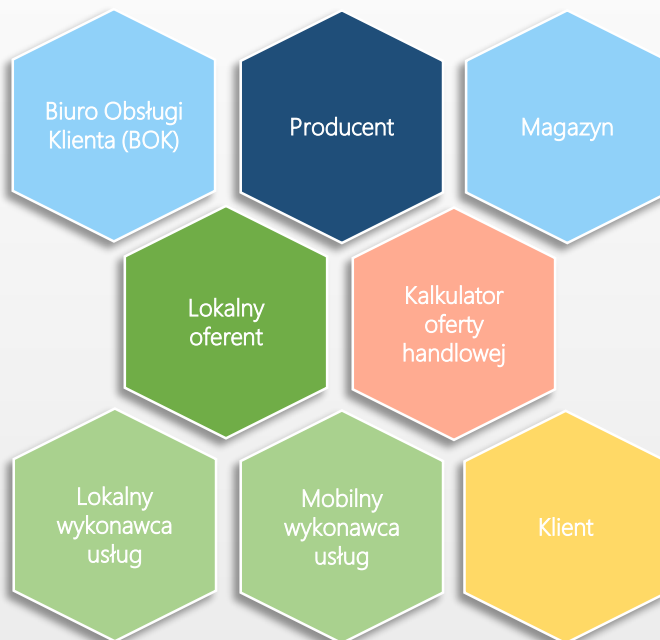 Biuro Obsługi
Klienta (BOK)
Producent
Magazyn
Lokalny
oferent
Kalkulator
oferty
handlowej
Lokalny
wykonawca
usług
Mobilny
wykonawca
usług
Klient